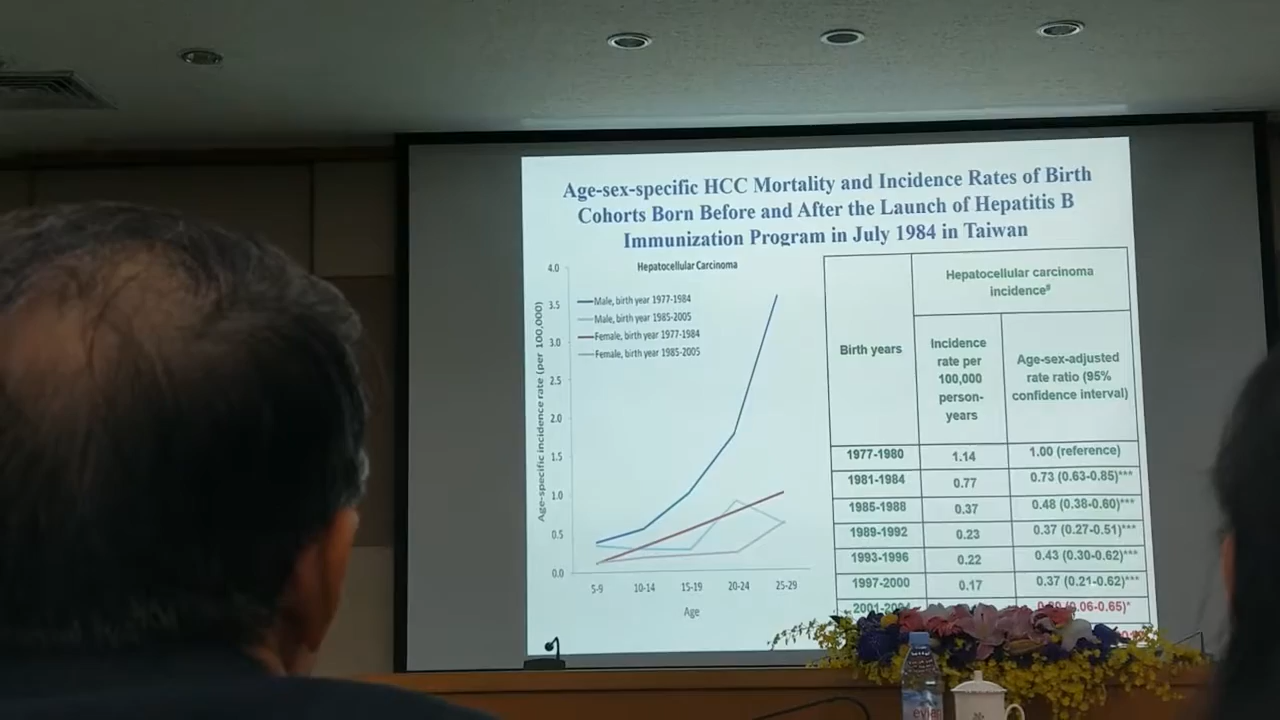 Age-sex-specific HCC Mortality and Incidence Rates of Birth
Cohorts Born Before and After the Launch of Hepatitis B
Immunization Program in July 1984 in Taiwan
Hepatocellular Carcinoma
Age-specific incidence rate (per 100,000)
4.0
3.5
3.0
2.5
2.0
1.5
1.0
0.5
0.0
Male, birth year 1977-1984
Male, birth year 1985-2005
Female, birth year 1977-1984
Female, birth year 1985-2005
5-9 10-14 15-19 20-24 25-29
Age
Birth years
Hepatocellular carcinoma
incidence
Incidence
rate per
100,000
person-
years
Age-sex-adjusted
rate ratio (95%
confidence interval)
1977-1980 1.14 1.00 (reference)
1981-1984 0.77 0.73 (0.63-0.85)***
1985-1988 0.37 0.48 (0.38-0.60)***
1989-1992 0.23 0.37 (0.27-0.51)***
1993-1996 0.22 0.43 (0.30-0.62)***
1997-2000 0.17 0.37 (0.21-0.62)***
evian